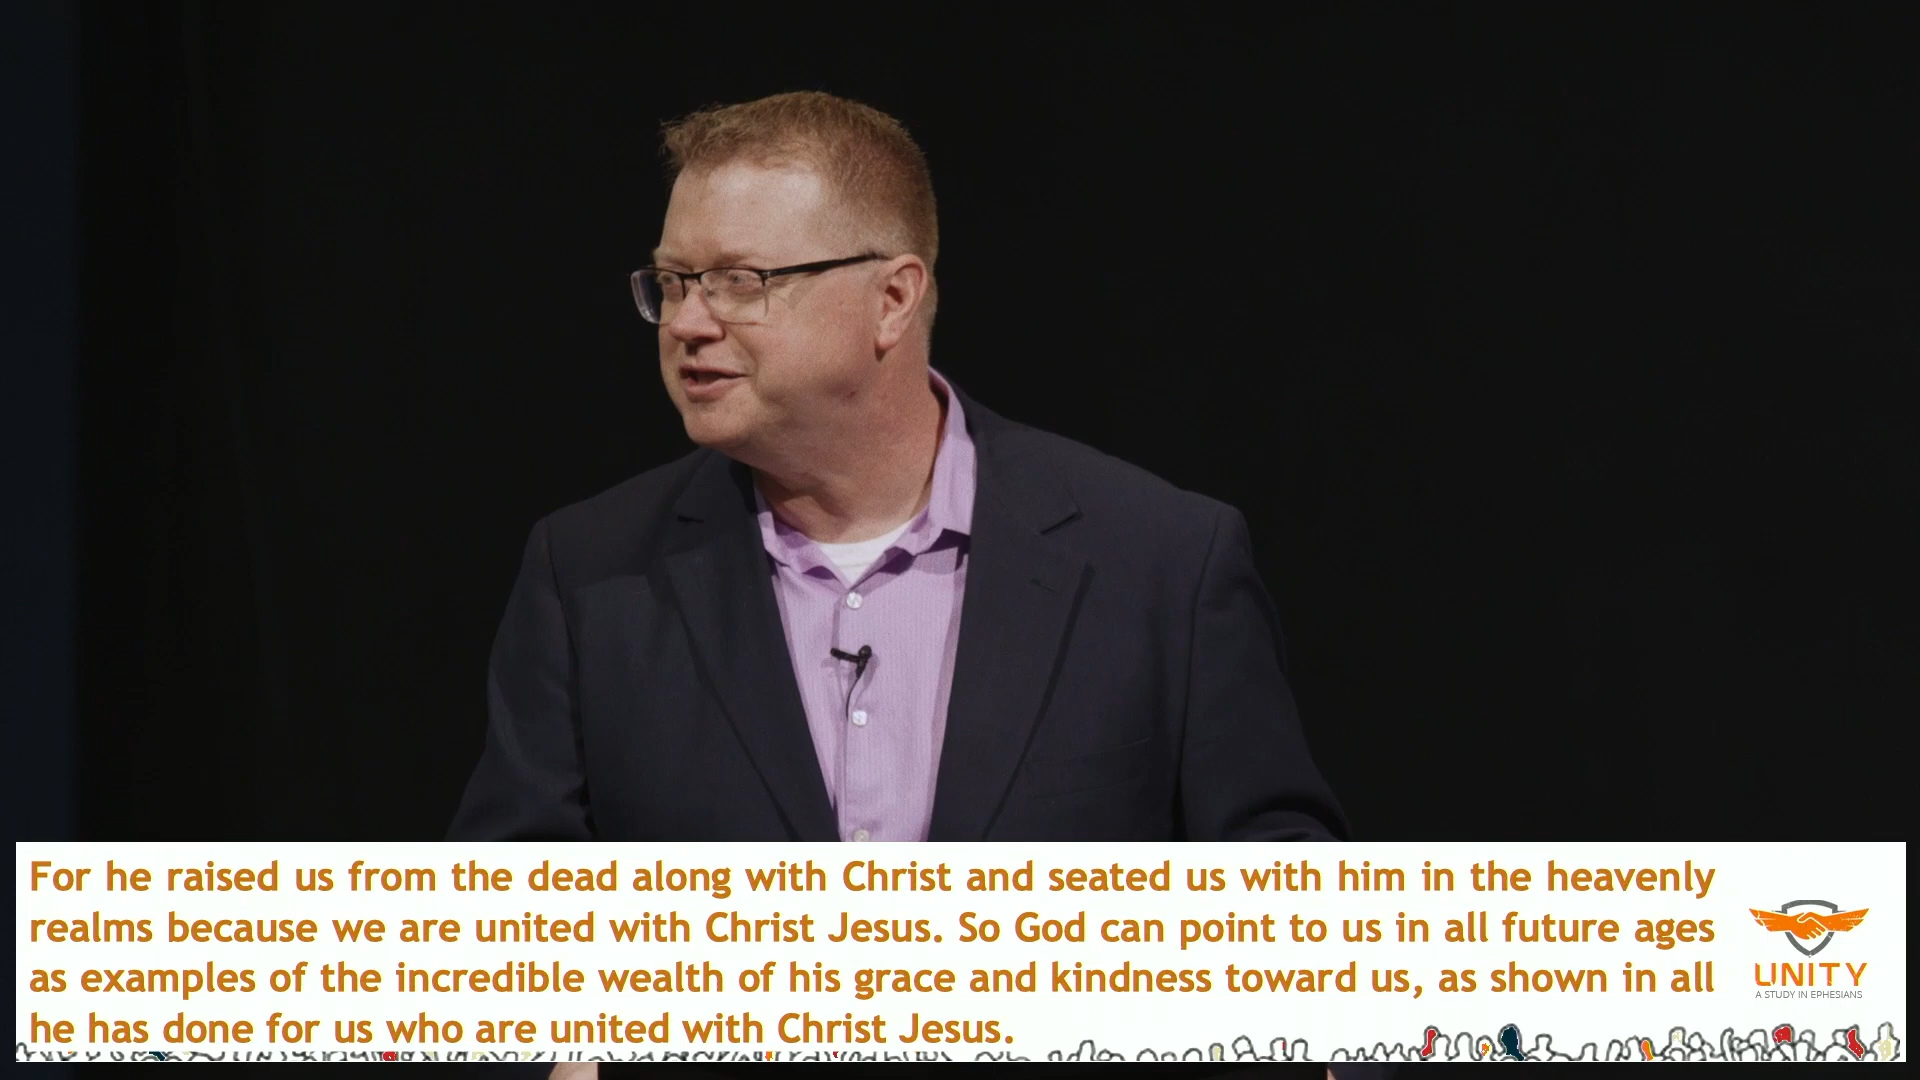 For he raised us from the dead along with Christ and seated us with him in the heavenly
realms because we are united with Christ Jesus. So God can point to us in all future ages
as examples of the incredible wealth of his grace and kindness toward us, as shown in all
he has done for us who are united with Christ Jesus.
UNITY
A STUDY IN EPHESIANS